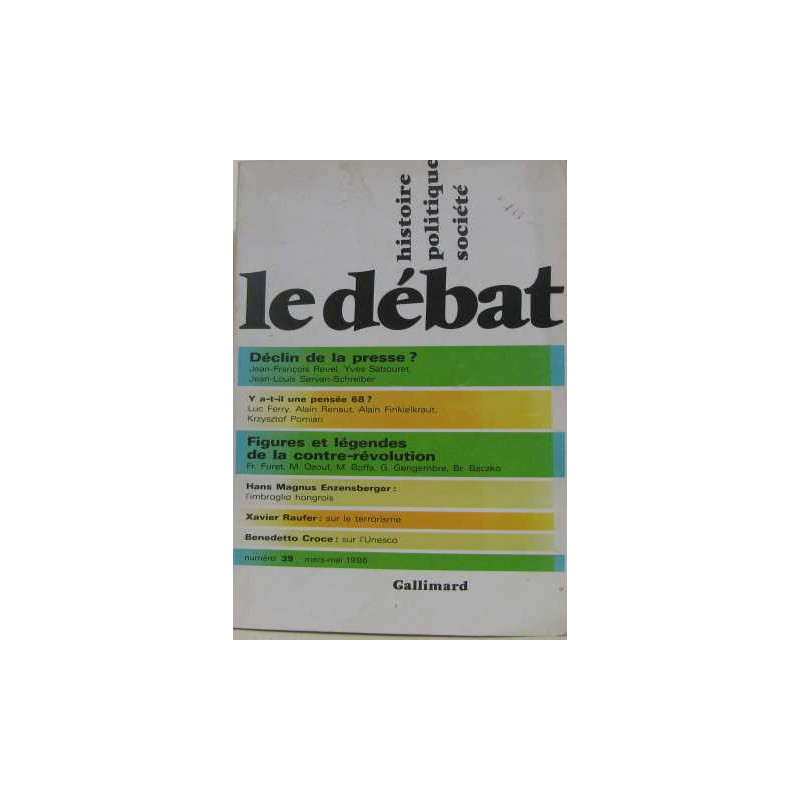 histoire
politique
société
le débat
Déclin de la presse ?
Jean-François Revel, Yves Sabouret,
Jean-Louis Servan-Schreiber
Y a-t-il une pensée 68 ?
Luc Ferry, Alain Renaut, Alain Finkielkraut,
Krzysztof Pomian
Figures et légendes
de la contre-révolution
Fr. Furet, M. Ozouf, M. Boffa, G. Gengembre, Br. Baczko
Hans Magnus Enzensberger :
l'imbroglio hongrois
Xavier Raufer : sur le terrorisme
Benedetto Croce : sur l'Unesco
numéro 39 mars-mai 1986
Gallimard